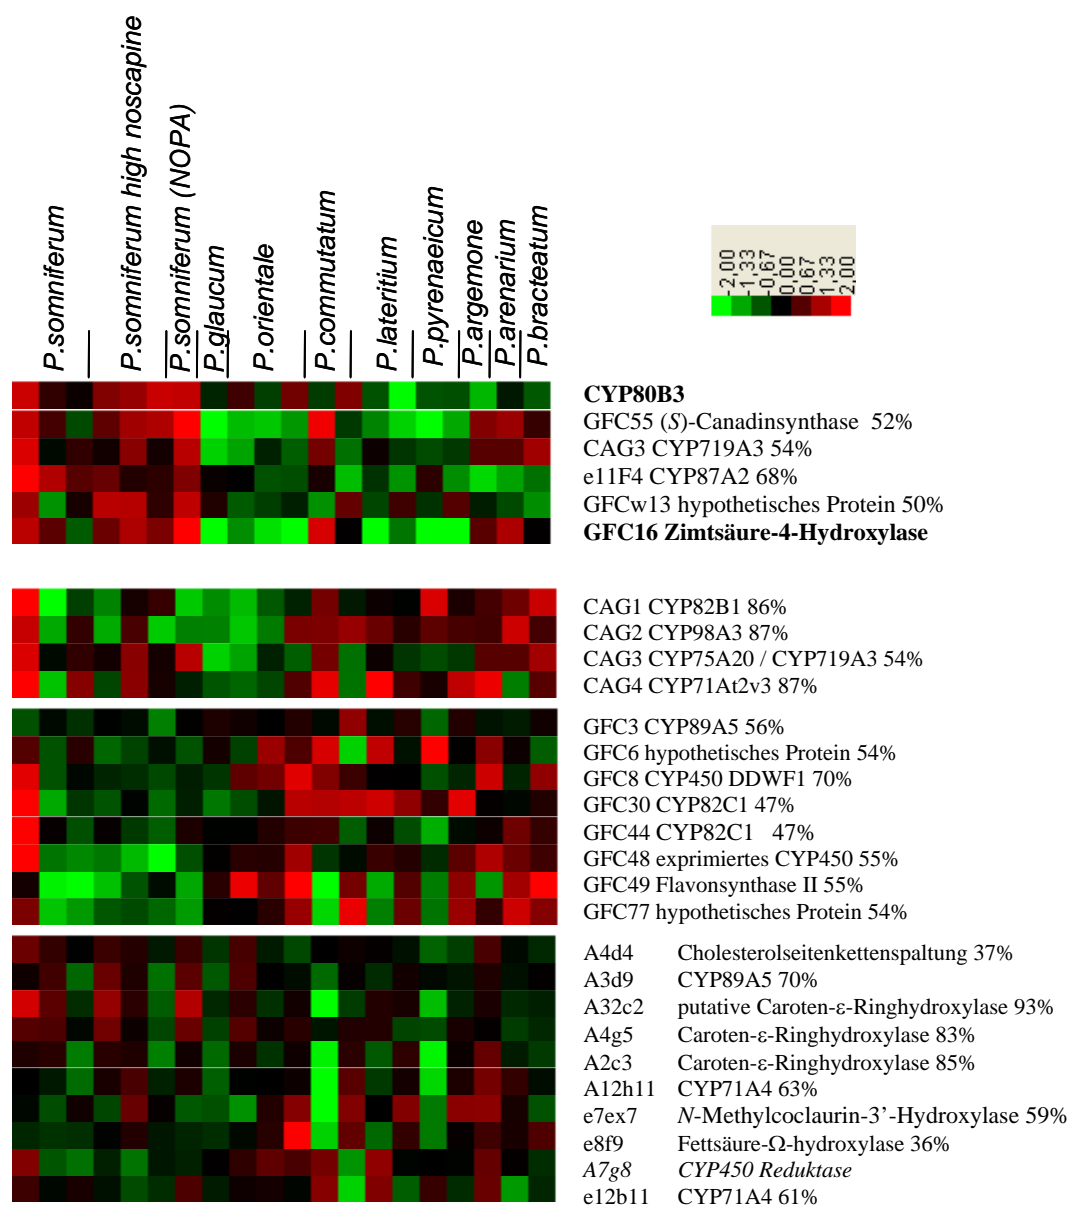 P.somniferum
P.somniferum high noscapine
P.somniferum (NOPA)
P.glaucum
P.orientale
P.commutatum
P.lateritium
P.pyrenaeicum
P.argemone
P.arenarium
P.bracteatum
-2,00
-1,33
-0,67
0,00
0,67
1,33
2,00
CYP80B3
GFC55 (S)-Canadinsynthase 52%
CAG3 CYP719A3 54%
e11F4 CYP87A2 68%
GFCw13 hypothetisches Protein 50%
GFC16 Zimtsäure-4-Hydroxylase
CAG1 CYP82B1 86%
CAG2 CYP98A3 87%
CAG3 CYP75A20 / CYP719A3 54%
CAG4 CYP71At2v3 87%
GFC3 CYP89A5 56%
GFC6 hypothetisches Protein 54%
GFC8 CYP450 DDWF1 70%
GFC30 CYP82C1 47%
GFC44 CYP82C1 47%
GFC48 exprimiertes CYP450 55%
GFC49 Flavonsynthase II 55%
GFC77 hypothetisches Protein 54%
A4d4 Cholesterolseitenkettenspaltung 37%
A3d9 CYP89A5 70%
A32c2 putative Caroten-ε-Ringhydroxylase 93%
A4g5 Caroten-ε-Ringhydroxylase 83%
A2c3 Caroten-ε-Ringhydroxylase 85%
A12h11 CYP71A4 63%
e7ex7 N-Methylcoclaurin-3’-Hydroxylase 59%
e8f9 Fettsäure-Ω-hydroxylase 36%
A7g8 CYP450 Reduktase
e12b11 CYP71A4 61%